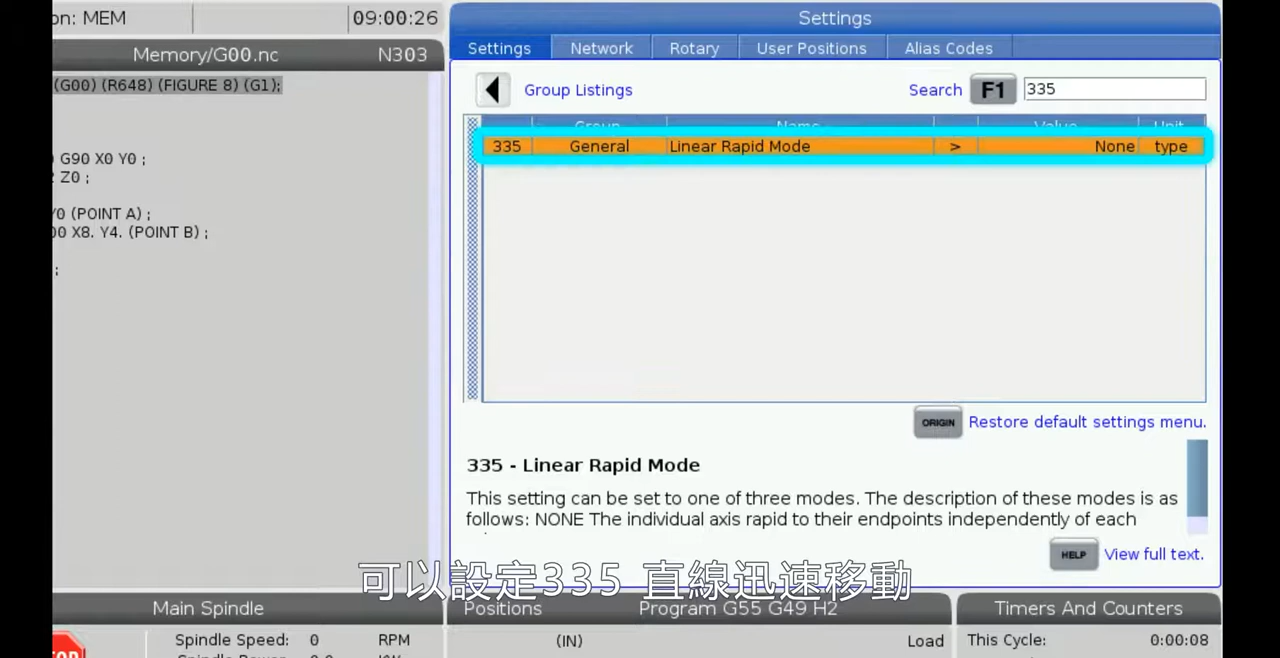 on: MEM
09:00:26
Memory/G00.nc
N303
(G00) (R648) (FIGURE 8) (G1);
G90 X0 Y0 ;
Z0 ;
Y0 (POINT A) ;
00 X8. Y4. (POINT B) ;
;
Settings
Settings Network Rotary User Positions Alias Codes
Group Listings
Search F1 335
Group Name Value Unit
335 General Linear Rapid Mode > None type
ORIGIN Restore default settings menu.
335 - Linear Rapid Mode
This setting can be set to one of three modes. The description of these modes is as
follows: NONE The individual axis rapid to their endpoints independently of each
HELP View full text.
可以設定335 直線迅速移動
Main Spindle
Spindle Speed: 0 RPM
Positions Program G55 G49 H2
(IN) Load
Timers And Counters
This Cycle: 0:00:08